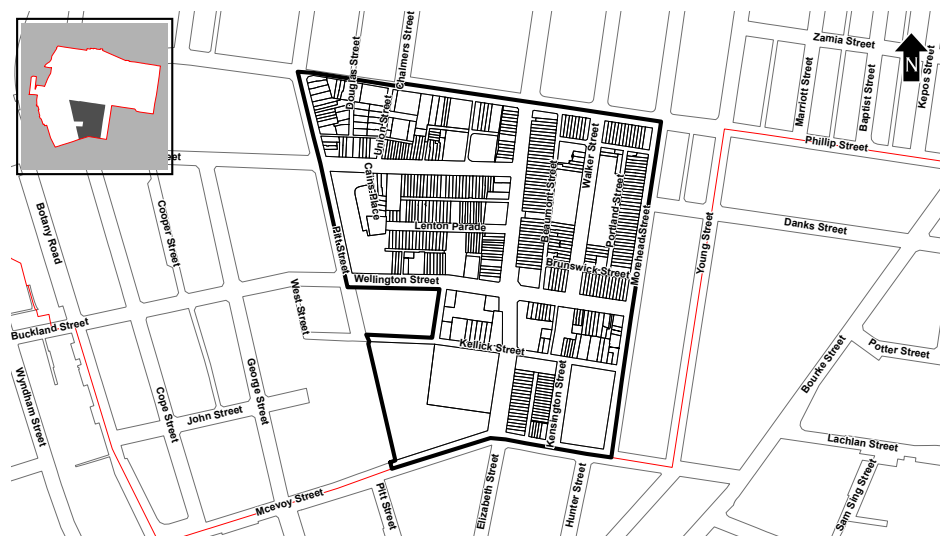 Zamia Street
N
Kepos Street
Douglas Street
Chalmers Street
Marriott Street
Baptist Street
Union Street
Walker Street
Phillip Street
eet
Cains Place
Botany Road
Cooper Street
Beaumont Street
Portland Street
Lenton Parade
Danks Street
Pitt Street
Morehead Street
Young Street
Brunswick Street
Wellington Street
West Street
Buckland Street
Kellick Street
Bourke Street
Potter Street
Wyndham Street
George Street
Cope Street
John Street
Kensington Street
Lachlan Street
Mcevoy Street
Pitt Street
Elizabeth Street
Hunter Street
Sam Sing Street